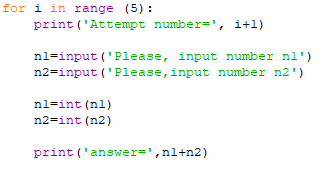 for i in range (5):
print('Attempt number=', i+1)
n1=input('Please, input number n1')
n2=input('Please,input number n2')
n1=int(n1)
n2=int(n2)
print('answer=',n1+n2)